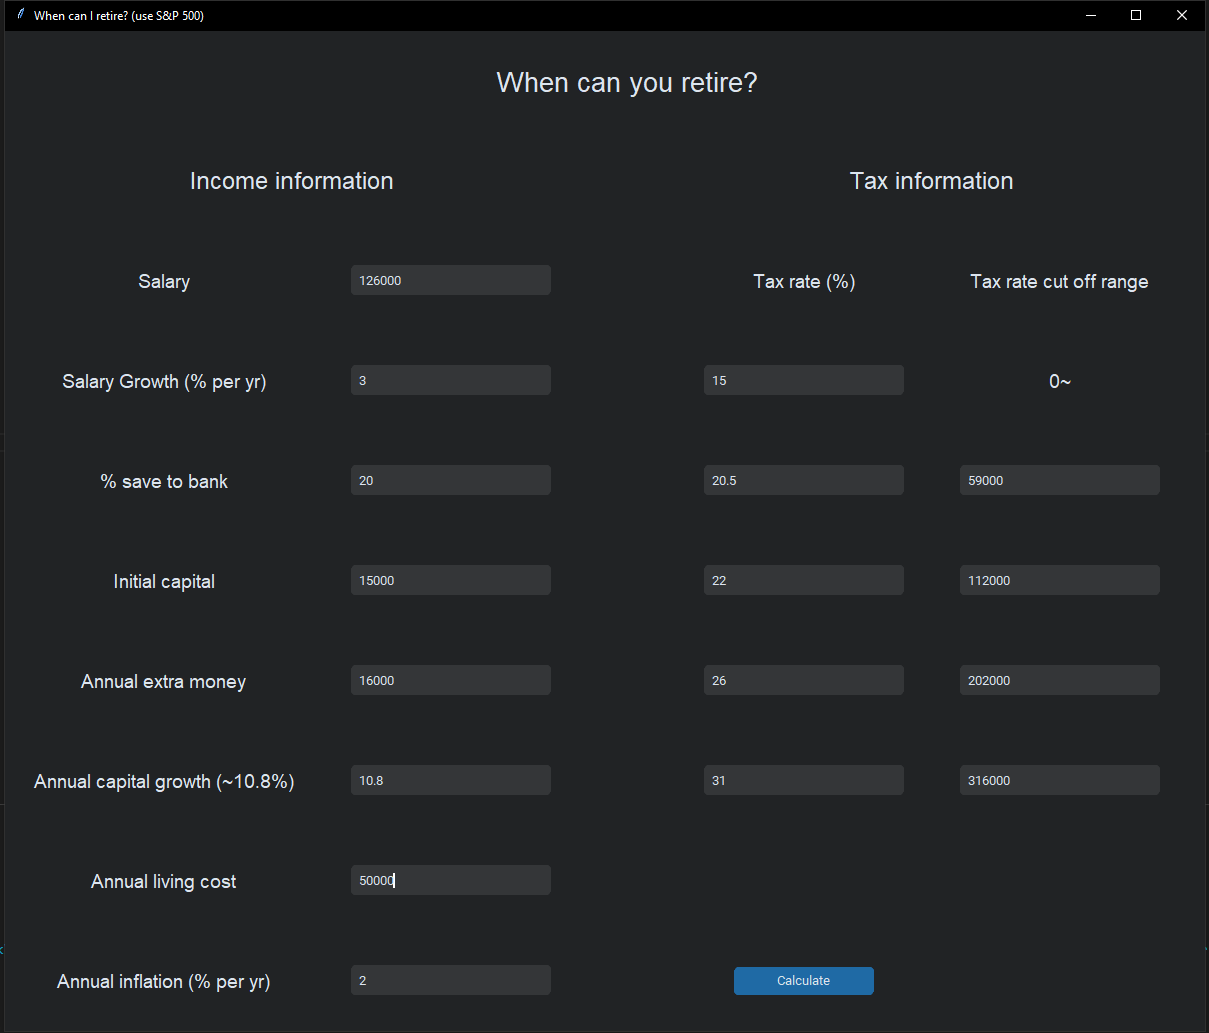 When can I retire? (use S&P 500)
When can you retire?
Income information
Tax information
Salary
126000
Tax rate (%)
Tax rate cut off range
Salary Growth (% per yr)
3
15
0~
% save to bank
20
20.5
59000
Initial capital
15000
22
112000
Annual extra money
16000
26
202000
Annual capital growth (~10.8%)
10.8
31
316000
Annual living cost
50000
Annual inflation (% per yr)
2
Calculate